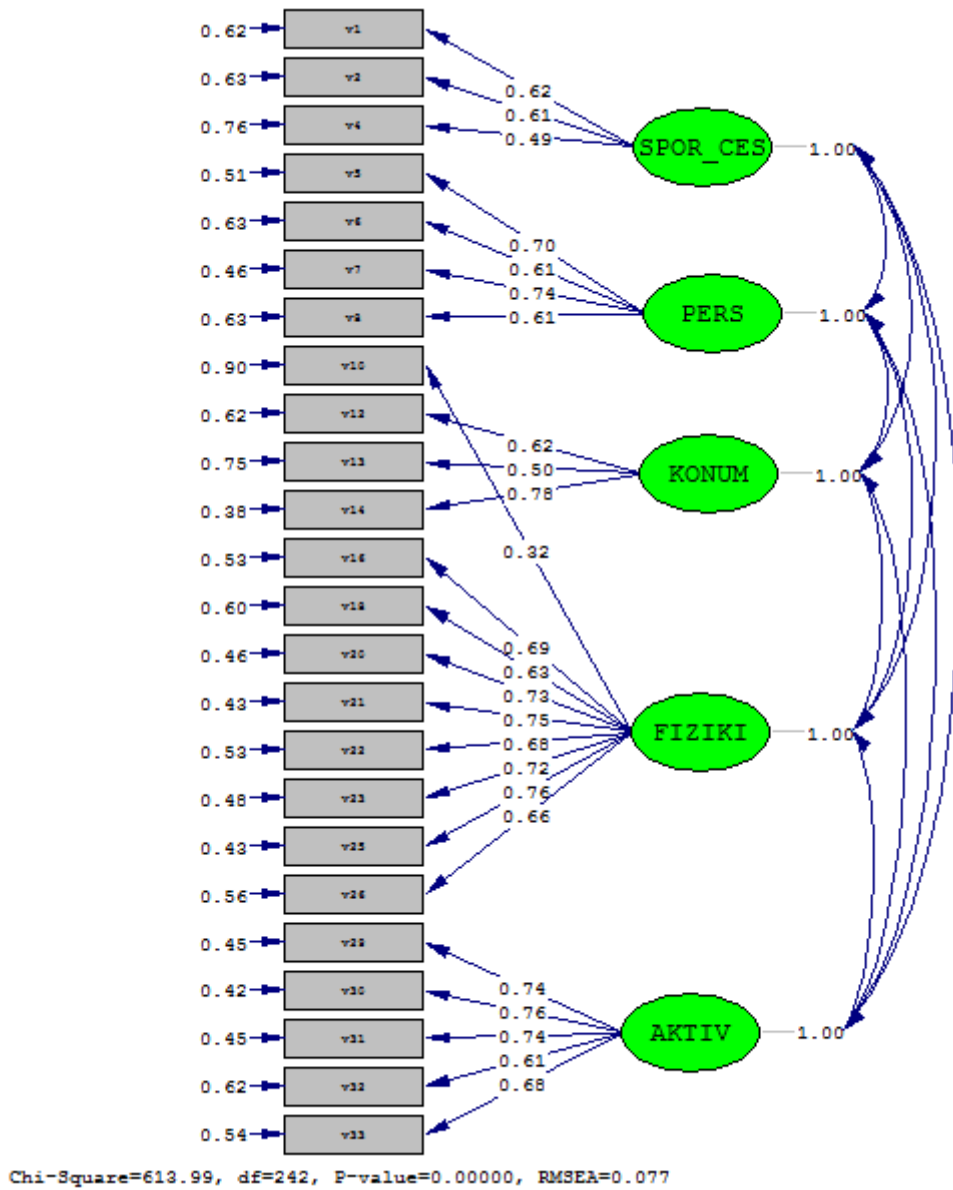 0.62 v1
0.62
0.63 v2
0.61
0.76 v4
0.49
SPOR_CES 1.00
0.51 v5
0.63 v6
0.70
0.61
0.46 v7
0.74
0.63 v8
0.61
PERS 1.00
0.90 v10
0.62 v12
0.62
0.75 v13
0.50
KONUM 1.00
0.78
0.38 v14
0.53 v16
0.32
0.60 v18
0.69
0.46 v20
0.63
0.73
0.43 v21
0.75
FIZIKI 1.00
0.53 v22
0.68
0.72
0.48 v23
0.76
0.66
0.43 v25
0.56 v26
0.45
0.74
0.42 v30
0.76
0.45 v31
0.74
AKTIV 1.00
0.61
0.62 v32
0.68
0.54 v33
Chi-Square=613.99, df=242, P-value=0.00000, RMSEA=0.077